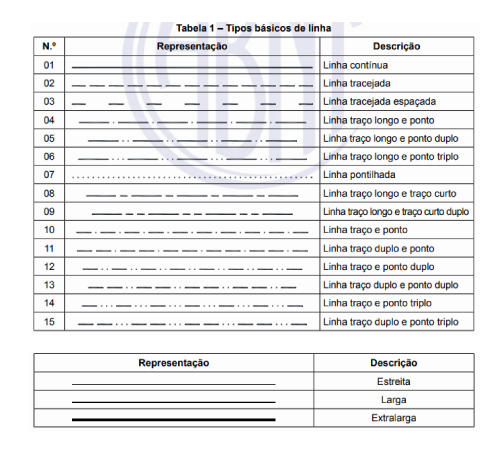 Tabela 1 – Tipos básicos de linha
N.º Representação Descrição
01 Linha contínua
02 Linha tracejada
03 Linha tracejada espaçada
04 Linha traço longo e ponto
05 Linha traço longo e ponto duplo
06 Linha traço longo e ponto triplo
07 Linha pontilhada
08 Linha traço longo e traço curto
09 Linha traço longo e traço curto duplo
10 Linha traço e ponto
11 Linha traço duplo e ponto
12 Linha traço e ponto duplo
13 Linha traço duplo e ponto duplo
14 Linha traço e ponto triplo
15 Linha traço duplo e ponto triplo
Representação Descrição
Estreita
Larga
Extralarga